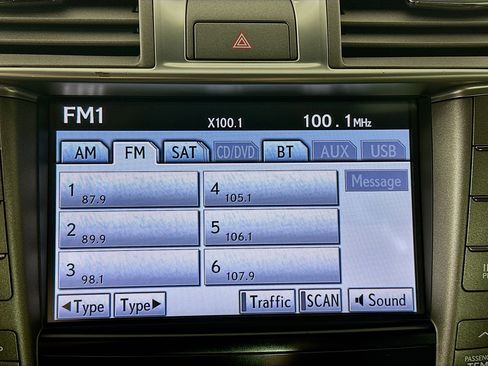 FM1 X100.1 100.1MHz
AM FM SAT CD/DVD BT AUX USB
1 87.9 4 105.1 Message
2 89.9 5 106.1
3 98.1 6 107.9
◀Type Type▶ Traffic SCAN Sound
PASSENGER